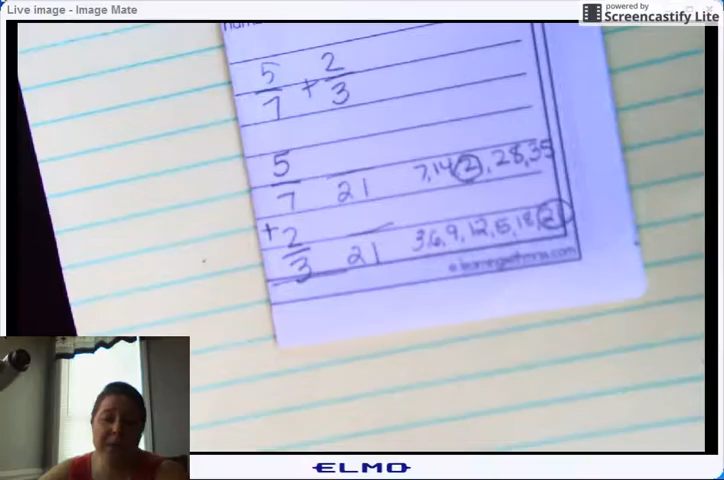 Live image - Image Mate
powered by
Screencastify Lite
5/7 + 2/3
5/7 21 7, 14, 21, 28, 35
+ 2/3 21 3, 6, 9, 12, 15, 18, 21
ELMO